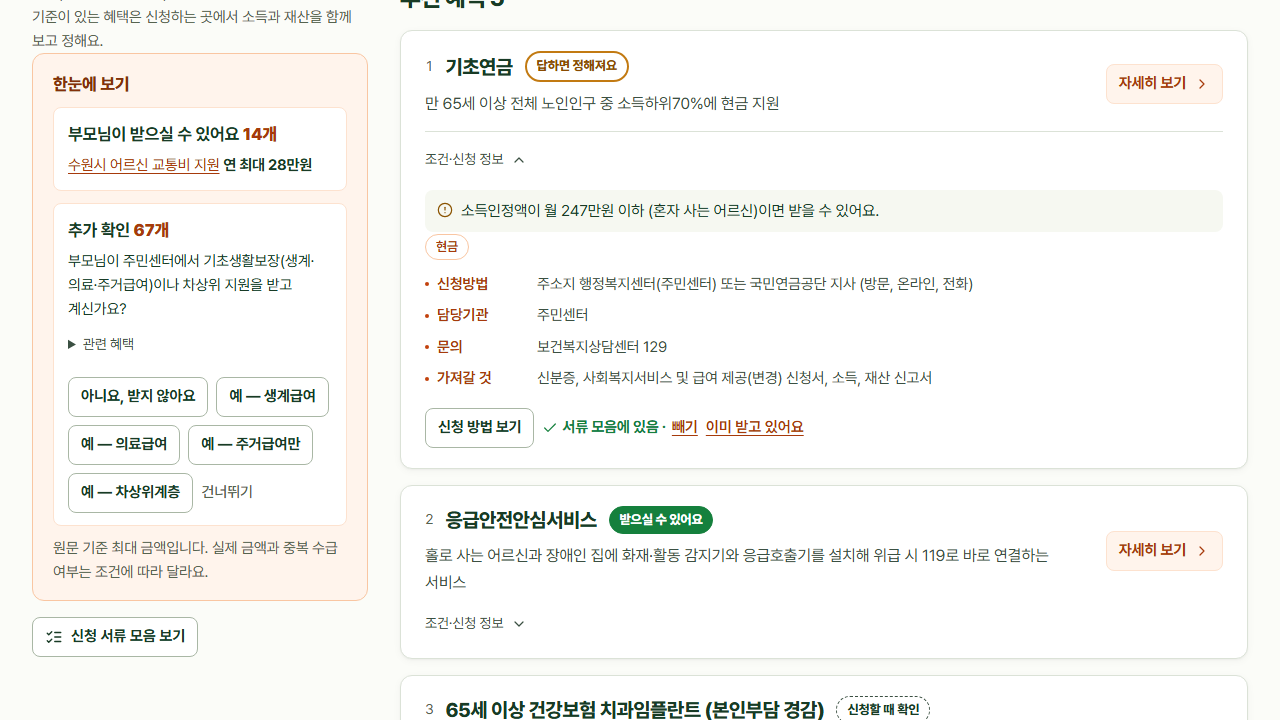 기준이 있는 혜택은 신청하는 곳에서 소득과 재산을 함께
보고 정해요.
한눈에 보기
부모님이 받으실 수 있어요 14개
수원시 어르신 교통비 지원 연 최대 28만원
추가 확인 67개
부모님이 주민센터에서 기초생활보장(생계·
의료·주거급여)이나 차상위 지원을 받고
계신가요?
관련 혜택
아니요, 받지 않아요
예 — 생계급여
예 — 의료급여
예 — 주거급여만
예 — 차상위계층
건너뛰기
원문 기준 최대 금액입니다. 실제 금액과 중복 수급
여부는 조건에 따라 달라요.
신청 서류 모음 보기
1 기초연금 답하면 정해져요
만 65세 이상 전체 노인인구 중 소득하위70%에 현금 지원
자세히 보기
조건·신청 정보
소득인정액이 월 247만원 이하 (혼자 사는 어르신)이면 받을 수 있어요.
현금
신청방법 주소지 행정복지센터(주민센터) 또는 국민연금공단 지사 (방문, 온라인, 전화)
담당기관 주민센터
문의 보건복지상담센터 129
가져갈 것 신분증, 사회복지서비스 및 급여 제공(변경) 신청서, 소득, 재산 신고서
신청 방법 보기 서류 모음에 있음 · 빼기 이미 받고 있어요
2 응급안전안심서비스 받으실 수 있어요
홀로 사는 어르신과 장애인 집에 화재·활동 감지기와 응급호출기를 설치해 위급 시 119로 바로 연결하는
서비스
자세히 보기
조건·신청 정보
3 65세 이상 건강보험 치과임플란트 (본인부담 경감) 신청할 때 확인